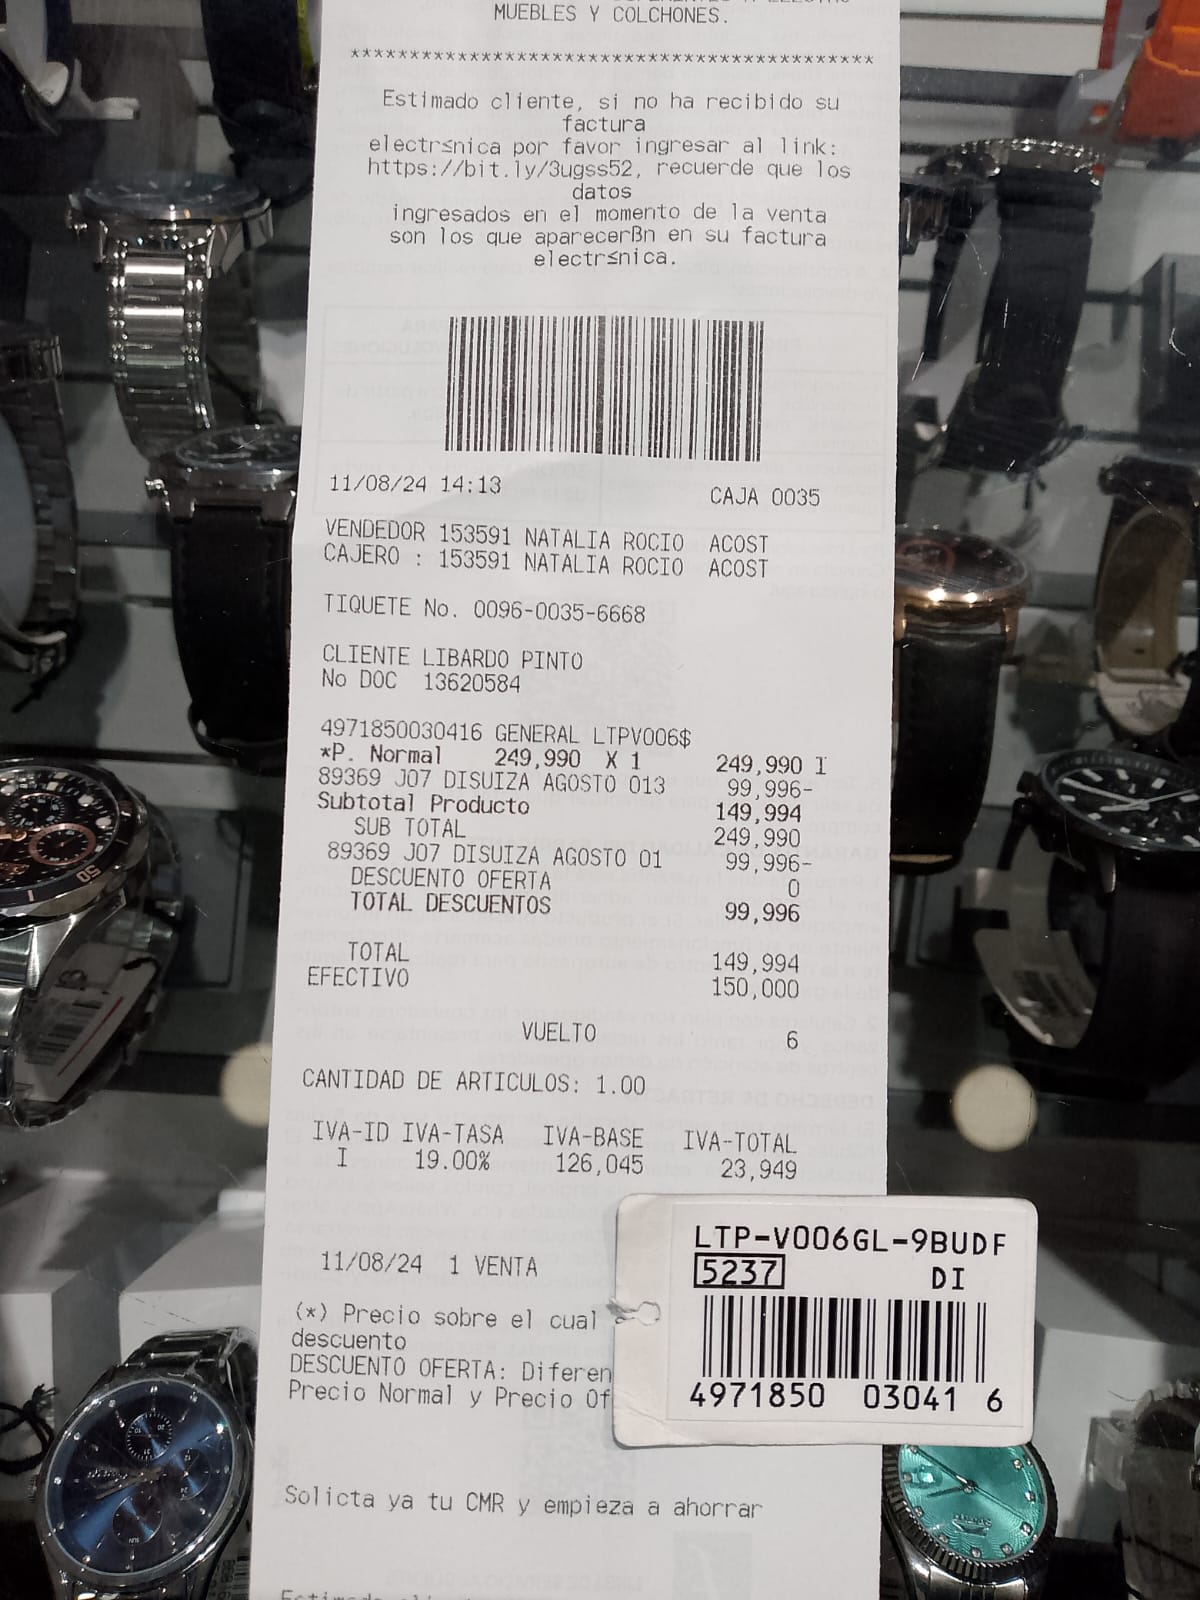 MUEBLES Y COLCHONES.
********************************************
Estimado cliente, si no ha recibido su
factura
electr≤nica por favor ingresar al link:
https://bit.ly/3ugss52, recuerde que los
datos
ingresados en el momento de la venta
son los que aparecerßn en su factura
electr≤nica.
11/08/24 14:13 CAJA 0035
VENDEDOR 153591 NATALIA ROCIO ACOST
CAJERO : 153591 NATALIA ROCIO ACOST
TIQUETE No. 0096-0035-6668
CLIENTE LIBARDO PINTO
No DOC 13620584
4971850030416 GENERAL LTPV006$
*P. Normal 249,990 X 1 249,990 I
89369 J07 DISUIZA AGOSTO 013 99,996-
Subtotal Producto 149,994
SUB TOTAL 249,990
89369 J07 DISUIZA AGOSTO 01 99,996-
DESCUENTO OFERTA 0
TOTAL DESCUENTOS 99,996
TOTAL 149,994
EFECTIVO 150,000
VUELTO 6
CANTIDAD DE ARTICULOS: 1.00
IVA-ID IVA-TASA IVA-BASE IVA-TOTAL
I 19.00% 126,045 23,949
11/08/24 1 VENTA
(*) Precio sobre el cual
descuento
DESCUENTO OFERTA: Diferen
Precio Normal y Precio Of
Solicta ya tu CMR y empieza a ahorrar
LTP-V006GL-9BUDF
5237 DI
4971850 03041 6